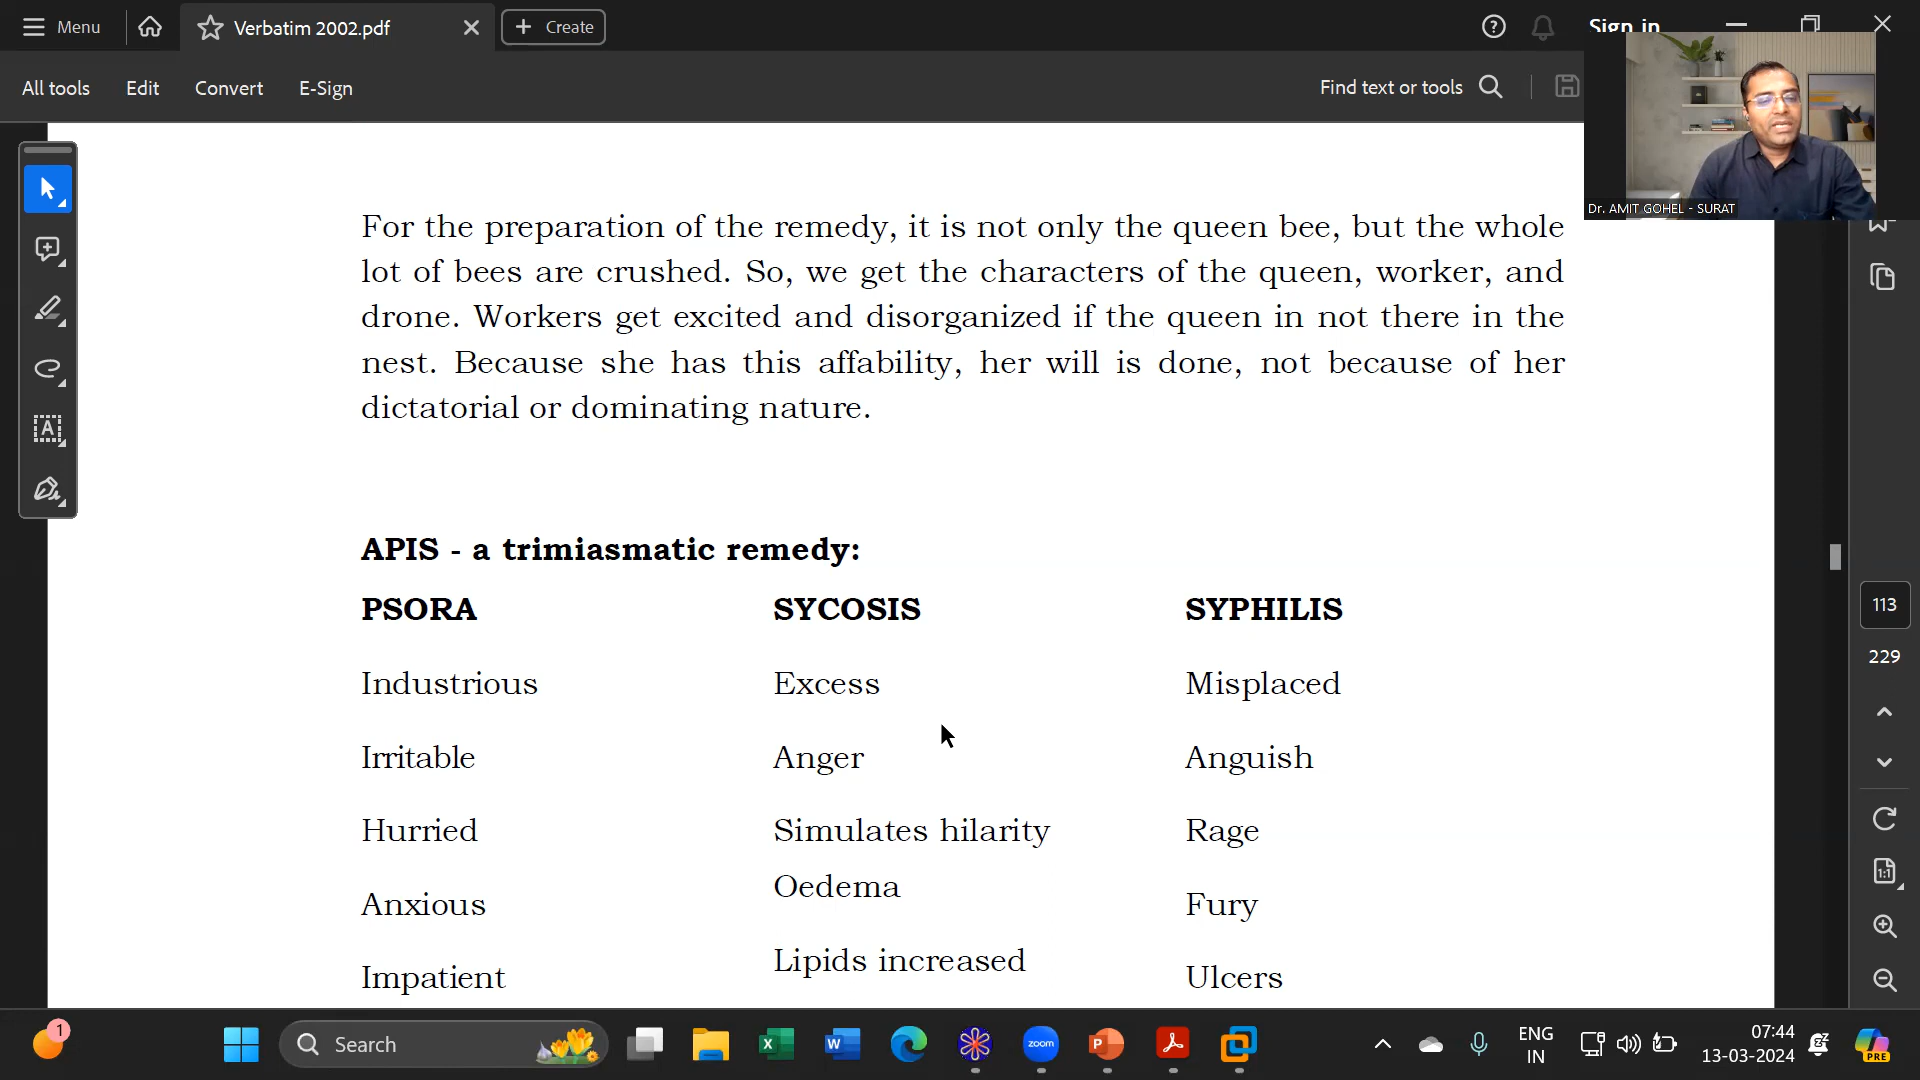 Menu
Verbatim 2002.pdf
Create
Sign in
All tools
Edit
Convert
E-Sign
Find text or tools
Dr. AMIT GOHEL - SURAT
For the preparation of the remedy, it is not only the queen bee, but the whole
lot of bees are crushed. So, we get the characters of the queen, worker, and
drone. Workers get excited and disorganized if the queen in not there in the
nest. Because she has this affability, her will is done, not because of her
dictatorial or dominating nature.
APIS - a trimiasmatic remedy:
PSORA SYCOSIS SYPHILIS
Industrious Excess Misplaced
Irritable Anger Anguish
Hurried Simulates hilarity Rage
Oedema
Anxious Fury
Lipids increased
Impatient Ulcers
113
229
1:1
1
Search
zoom
ENG
IN
07:44
13-03-2024
PRE